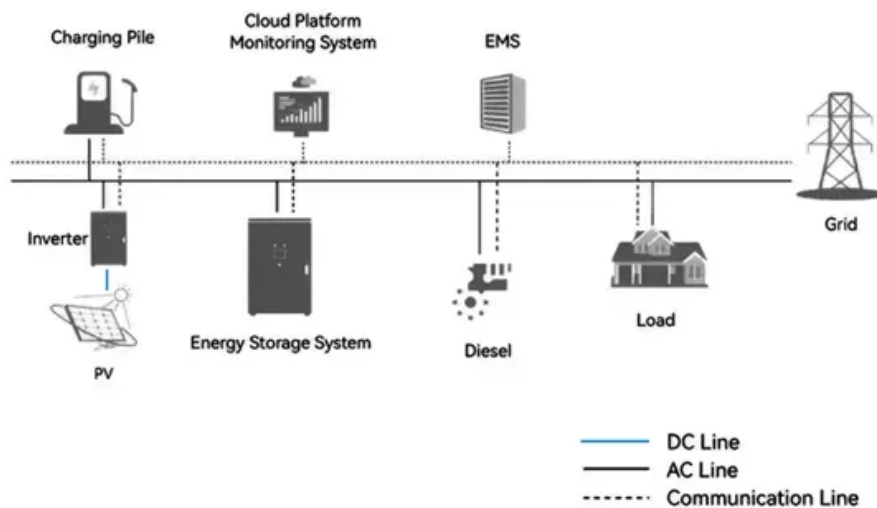 Charging Pile
Cloud Platform
Monitoring System
EMS
Grid
Inverter
PV
Energy Storage System
Diesel
Load
DC Line
AC Line
Communication Line